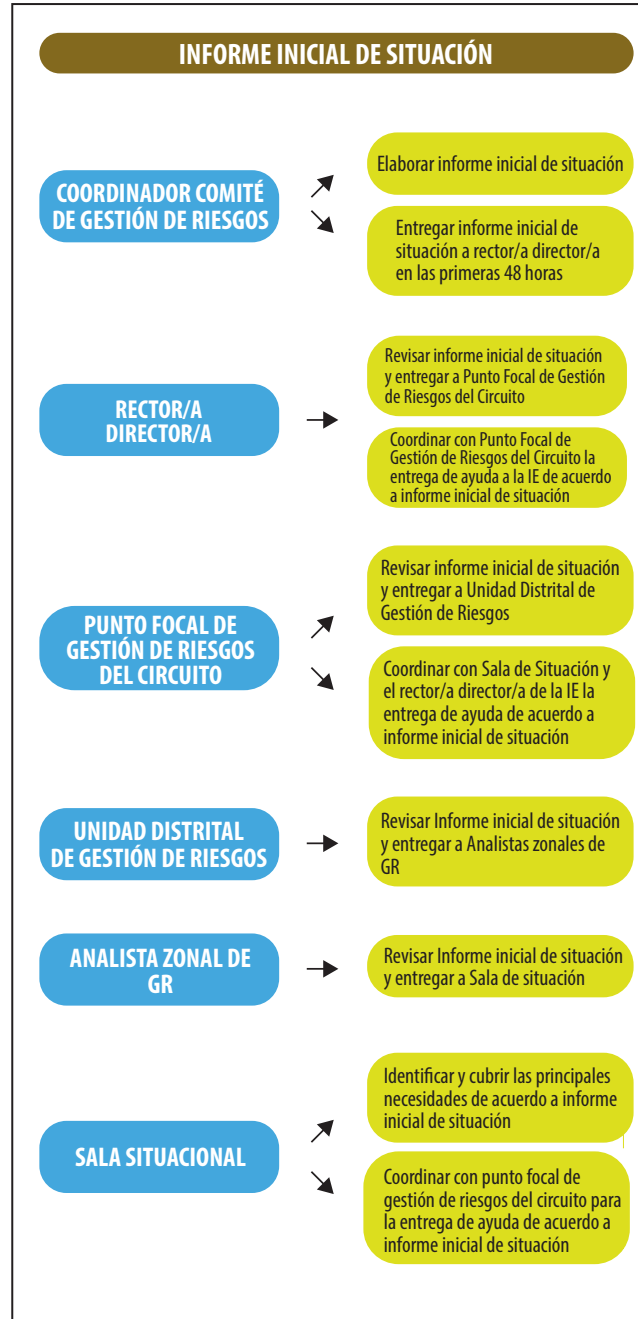 INFORME INICIAL DE SITUACIÓN
COORDINADOR COMITÉ
DE GESTIÓN DE RIESGOS
Elaborar informe inicial de situación
Entregar informe inicial de
situación a rector/a director/a
en las primeras 48 horas
RECTOR/A
DIRECTOR/A
Revisar informe inicial de situación
y entregar a Punto Focal de Gestión
de Riesgos del Circuito
Coordinar con Punto Focal de
Gestión de Riesgos del Circuito la
entrega de ayuda a la IE de acuerdo
a informe inicial de situación
PUNTO FOCAL DE
GESTIÓN DE RIESGOS
DEL CIRCUITO
Revisar informe inicial de situación
y entregar a Unidad Distrital de
Gestión de Riesgos
Coordinar con Sala de Situación y
el rector/a director/a de la IE la
entrega de ayuda de acuerdo a
informe inicial de situación
UNIDAD DISTRITAL
DE GESTIÓN DE RIESGOS
Revisar Informe inicial de situación
y entregar a Analistas zonales de
GR
ANALISTA ZONAL DE
GR
Revisar Informe inicial de situación
y entregar a Sala de situación
SALA SITUACIONAL
Identificar y cubrir las principales
necesidades de acuerdo a informe
inicial de situación
Coordinar con punto focal de
gestión de riesgos del circuito para
la entrega de ayuda de acuerdo a
informe inicial de situación